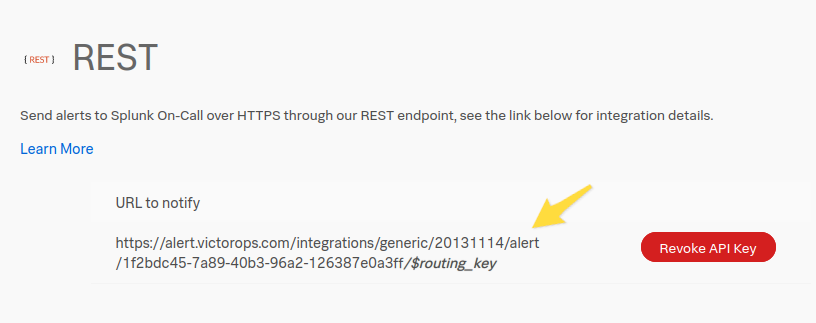 { REST }
REST
Send alerts to Splunk On-Call over HTTPS through our REST endpoint, see the link below for integration details.
Learn More
URL to notify
https://alert.victorops.com/integrations/generic/20131114/alert
/1f2bdc45-7a89-40b3-96a2-126387e0a3ff/$routing_key
Revoke API Key